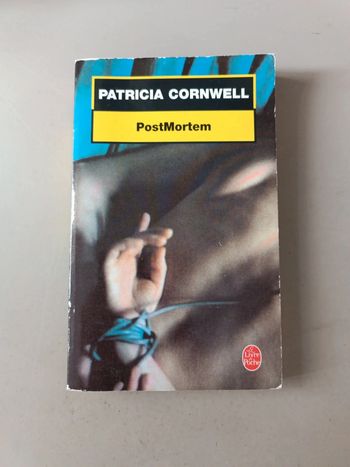 PATRICIA CORNWELL
PostMortem
Le Livre
de
Poche